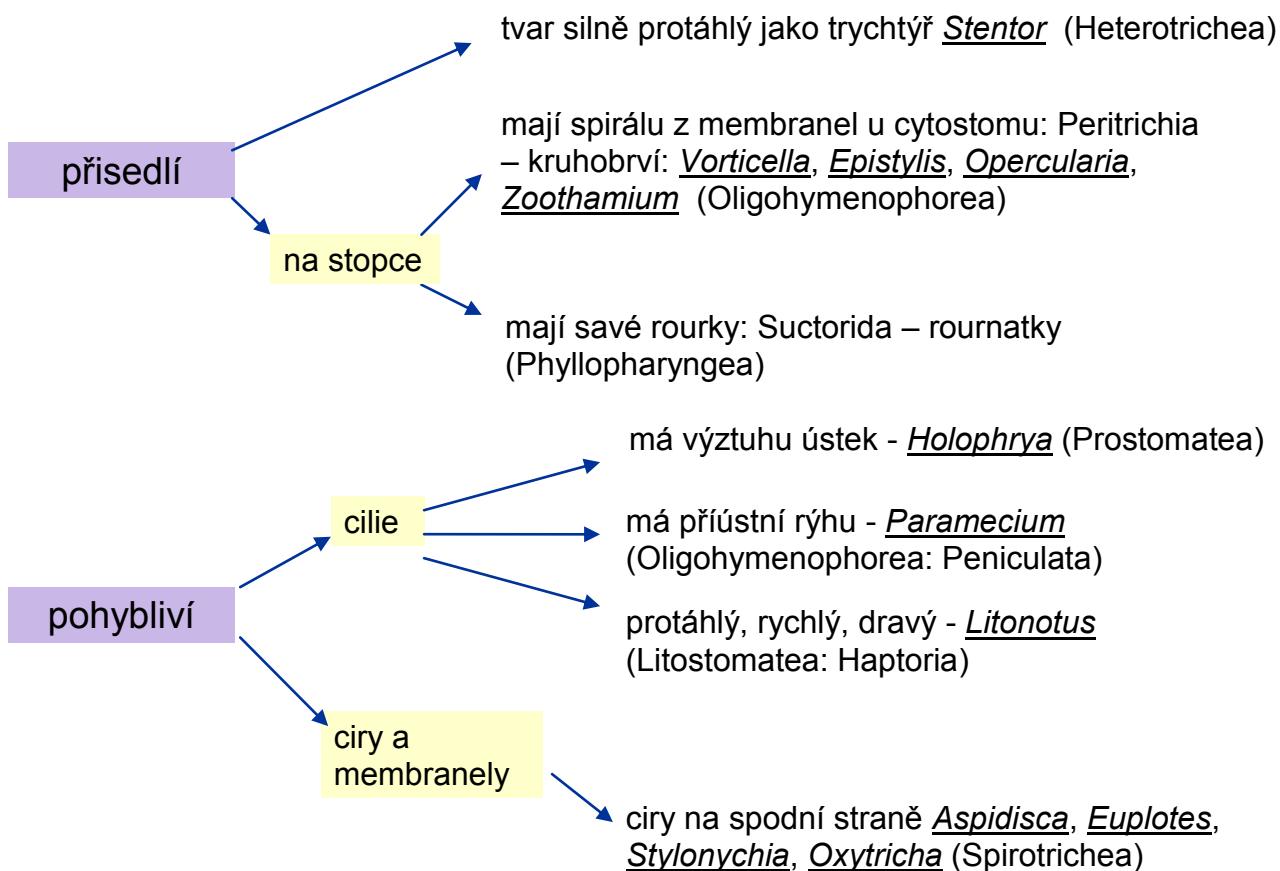 tvar silně protáhlý jako trychtýř Stentor (Heterotrichea)
přisedlí
mají spirálu z membranel u cytostomu: Peritrichia
– kruhobrví: Vorticella, Epistylis, Opercularia,
Zoothamium (Oligohymenophorea)
na stopce
mají savé rourky: Suctorida – rournatky
(Phyllopharyngea)
má výztuhu ústek - Holophrya (Prostomatea)
cilie
má příústní rýhu - Paramecium
(Oligohymenophorea: Peniculata)
pohybliví
protáhlý, rychlý, dravý - Litonotus
(Litostomatea: Haptoria)
ciry a
membranely
ciry na spodní straně Aspidisca, Euplotes,
Stylonychia, Oxytricha (Spirotrichea)